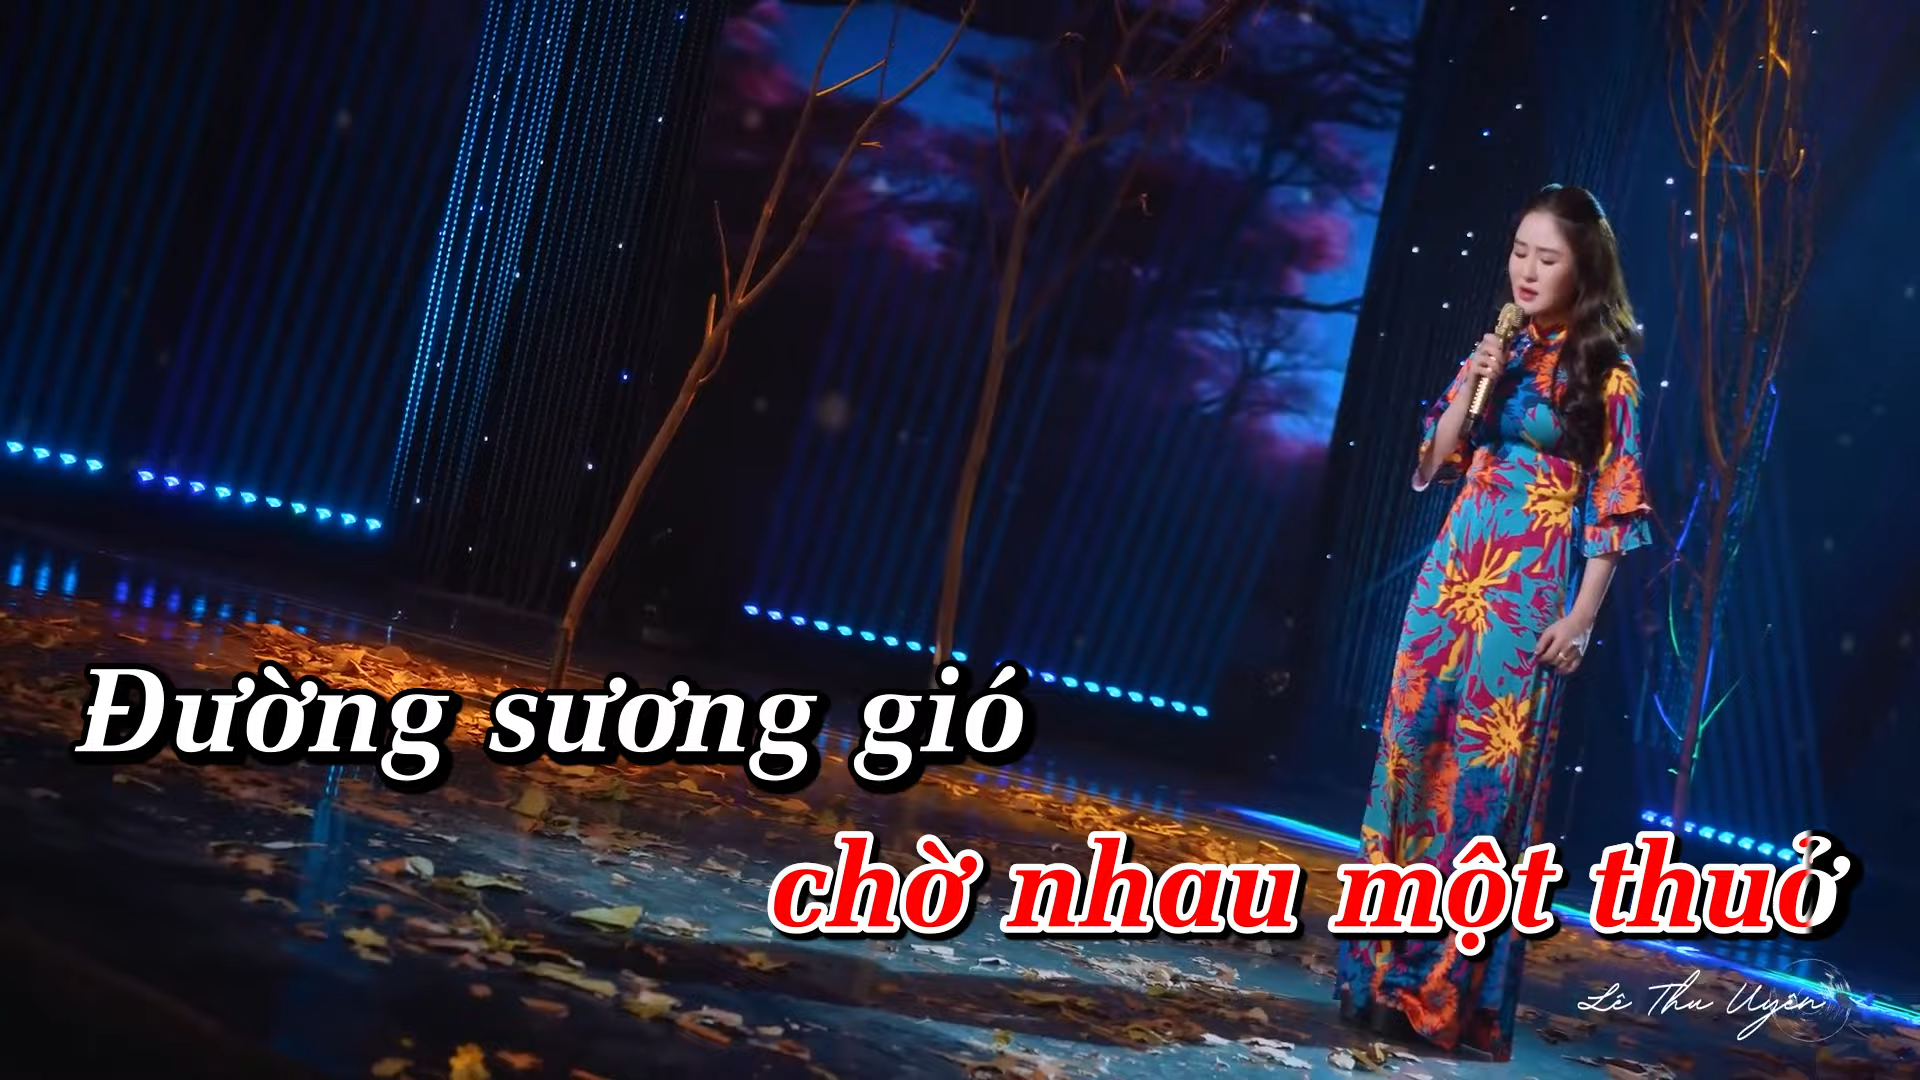 Đường sương gió
chờ nhau một thuở
Lê Thu Uyên